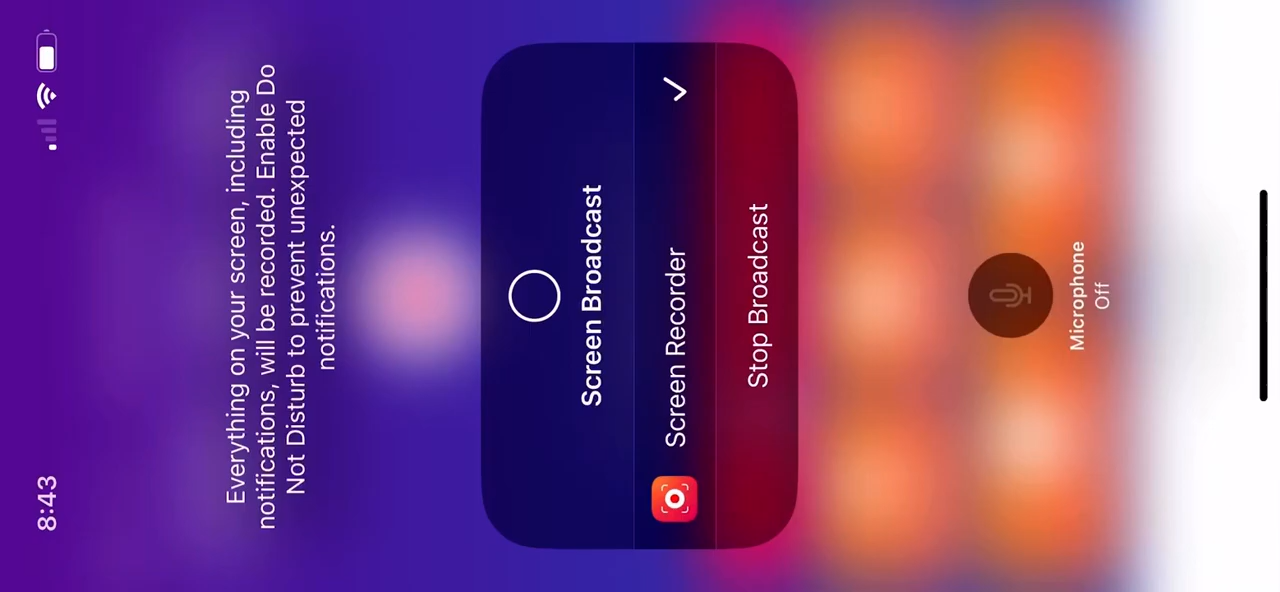 8:43
Everything on your screen, including
notifications, will be recorded. Enable Do
Not Disturb to prevent unexpected
notifications.
Screen Broadcast
Screen Recorder
Stop Broadcast
Microphone
Off